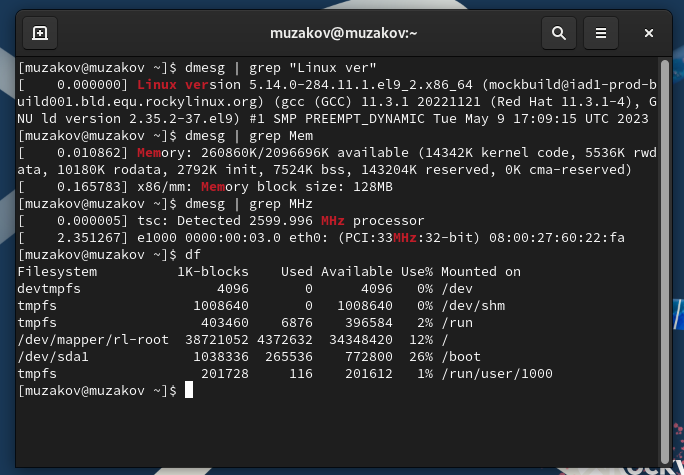 muzakov@muzakov:~
[muzakov@muzakov ~]$ dmesg | grep "Linux ver"
[    0.000000] Linux version 5.14.0-284.11.1.el9_2.x86_64 (mockbuild@iad1-prod-b
uild001.bld.equ.rockylinux.org) (gcc (GCC) 11.3.1 20221121 (Red Hat 11.3.1-4), G
NU ld version 2.35.2-37.el9) #1 SMP PREEMPT_DYNAMIC Tue May 9 17:09:15 UTC 2023
[muzakov@muzakov ~]$ dmesg | grep Mem
[    0.010862] Memory: 260860K/2096696K available (14342K kernel code, 5536K rwd
ata, 10180K rodata, 2792K init, 7524K bss, 143204K reserved, 0K cma-reserved)
[    0.165783] x86/mm: Memory block size: 128MB
[muzakov@muzakov ~]$ dmesg | grep MHz
[    0.000005] tsc: Detected 2599.996 MHz processor
[    2.351267] e1000 0000:00:03.0 eth0: (PCI:33MHz:32-bit) 08:00:27:60:22:fa
[muzakov@muzakov ~]$ df
Filesystem          1K-blocks    Used Available Use% Mounted on
devtmpfs                 4096       0      4096   0% /dev
tmpfs                 1008640       0   1008640   0% /dev/shm
tmpfs                  403460    6876    396584   2% /run
/dev/mapper/rl-root  38721052 4372632  34348420  12% /
/dev/sda1             1038336  265536    772800  26% /boot
tmpfs                  201728     116    201612   1% /run/user/1000
[muzakov@muzakov ~]$